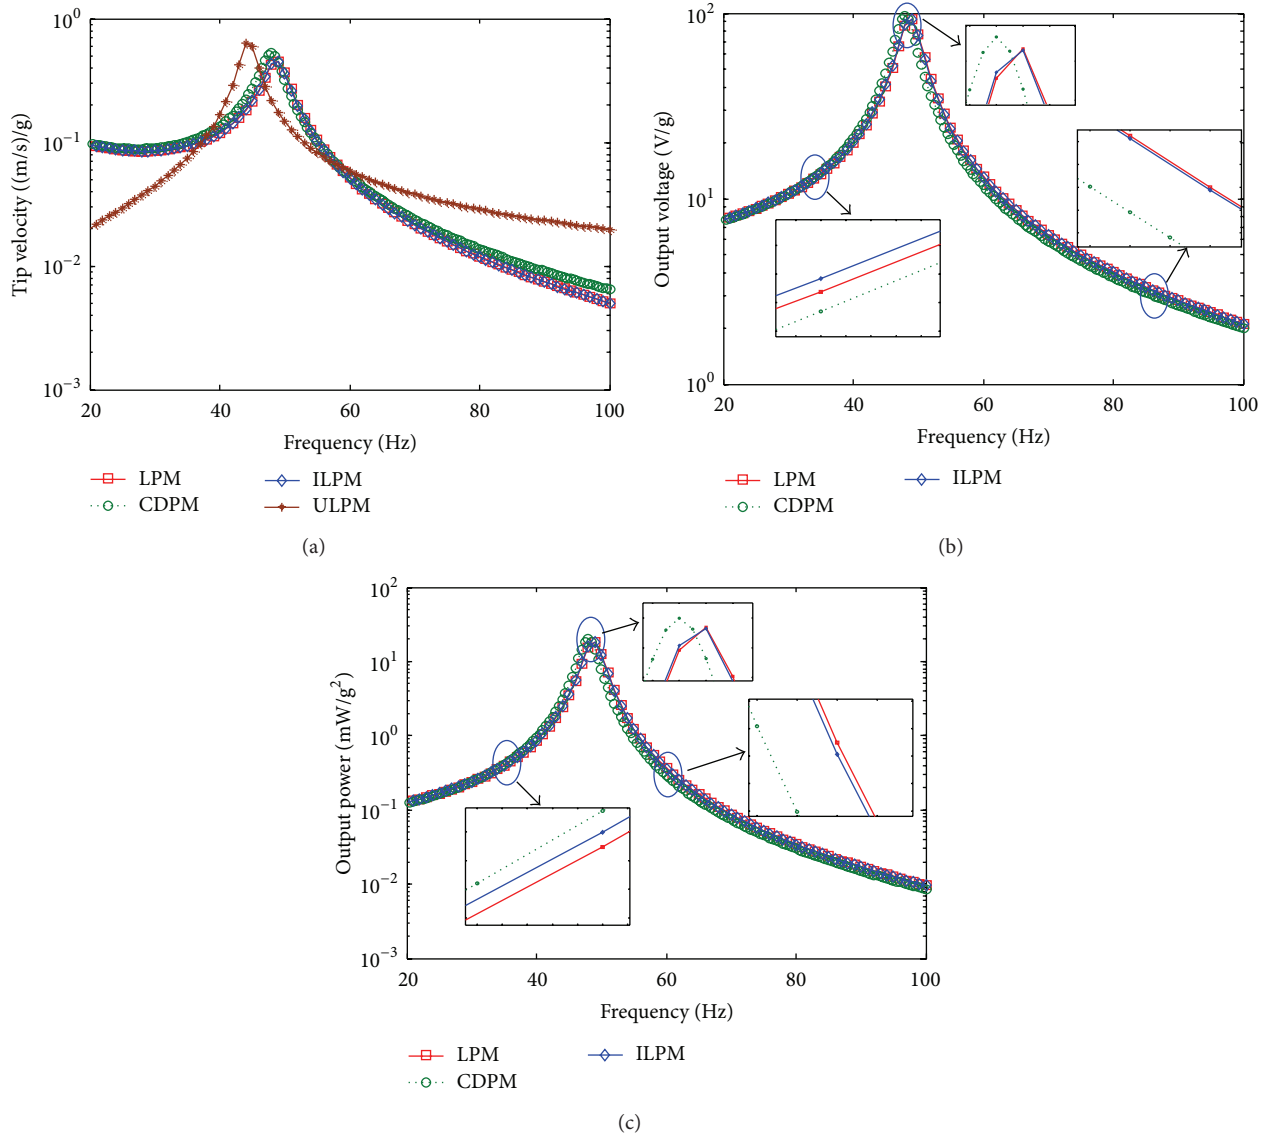 10^0
10^−1
10^−2
10^−3
Tip velocity ((m/s)/g)
20
40
60
80
100
Frequency (Hz)
LPM
CDPM
ILPM
ULPM
(a)
10^2
10^1
10^0
Output voltage (V/g)
20
40
60
80
100
Frequency (Hz)
LPM
CDPM
ILPM
(b)
10^2
10^1
10^0
10^−1
10^−2
10^−3
Output power (mW/g^2)
20
40
60
80
100
Frequency (Hz)
LPM
CDPM
ILPM
(c)